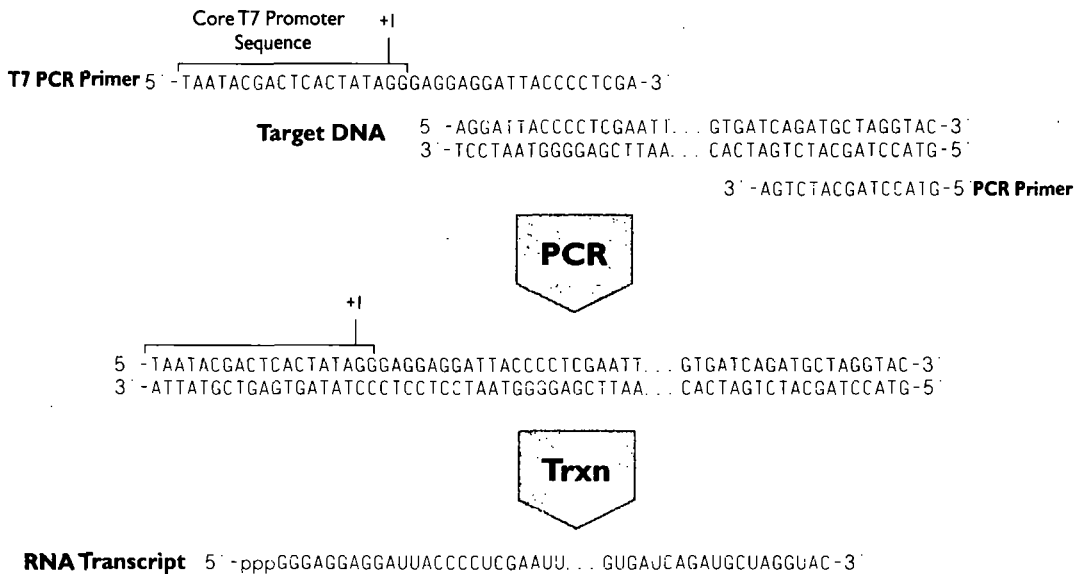 Core T7 Promoter
Sequence
+1
T7 PCR Primer 5'-TAATACGACTCACTATAGGGAGGAGGATTACCCCTCGA-3'
Target DNA 5'-AGGATTACCCCTCGAATT... GTGATCAGATGCTAGGTAC-3'
3'-TCCTAATGGGGAGCTTAA... CACTAGTCTACGATCCATG-5'
3'-AGTCTACGATCCATG-5' PCR Primer
PCR
+1
5'-TAATACGACTCACTATAGGGAGGAGGATTACCCCTCGAATT... GTGATCAGATGCTAGGTAC-3'
3'-ATTATGCTGAGTGATATCCCTCCTCCTAATGGGGAGCTTAA... CACTAGTCTACGATCCATG-5'
Trxn
RNA Transcript 5'-pppGGGAGGAGGAUUACCCCUCGAAUU... GUGAUCAGAUGCUAGGUAC-3'